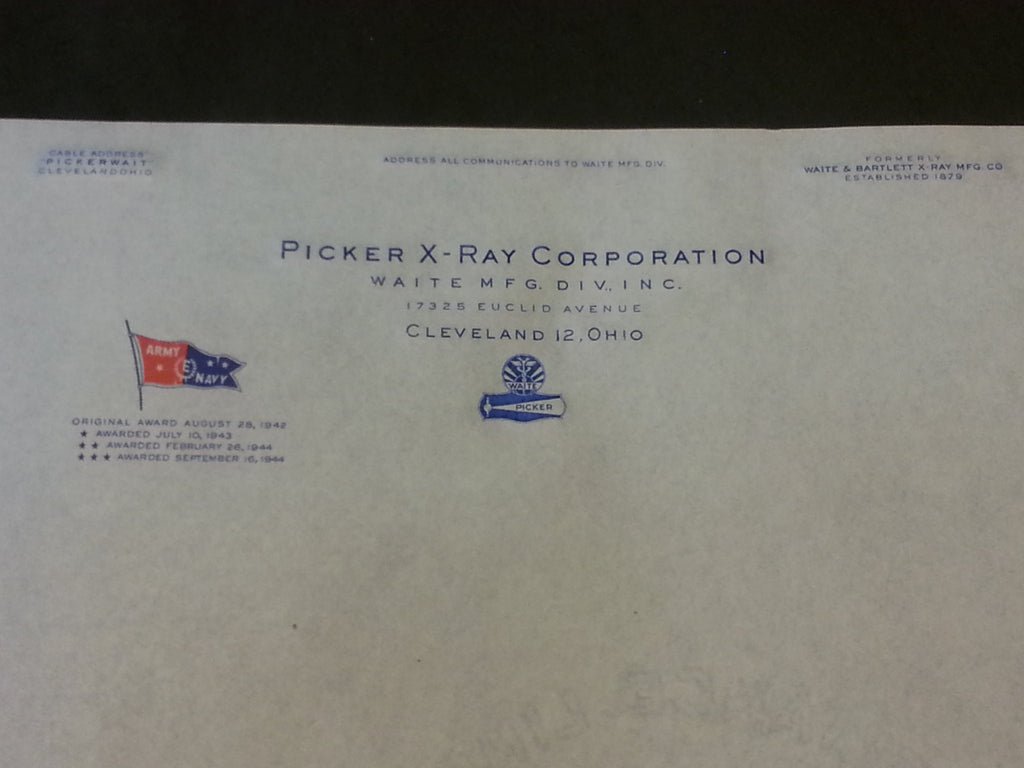 CABLE ADDRESS
"PICKERWAIT"
CLEVELANDOHIO
ADDRESS ALL COMMUNICATIONS TO WAITE MFG. DIV.
FORMERLY
WAITE & BARTLETT X-RAY MFG. CO
ESTABLISHED 1879
PICKER X-RAY CORPORATION
WAITE MFG. DIV., INC.
17325 EUCLID AVENUE
CLEVELAND 12, OHIO
ARMY
E
NAVY
WAITE
PICKER
ORIGINAL AWARD AUGUST 28, 1942
★ AWARDED JULY 10, 1943
★ ★ AWARDED FEBRUARY 26, 1944
★ ★ ★ AWARDED SEPTEMBER 16, 1944